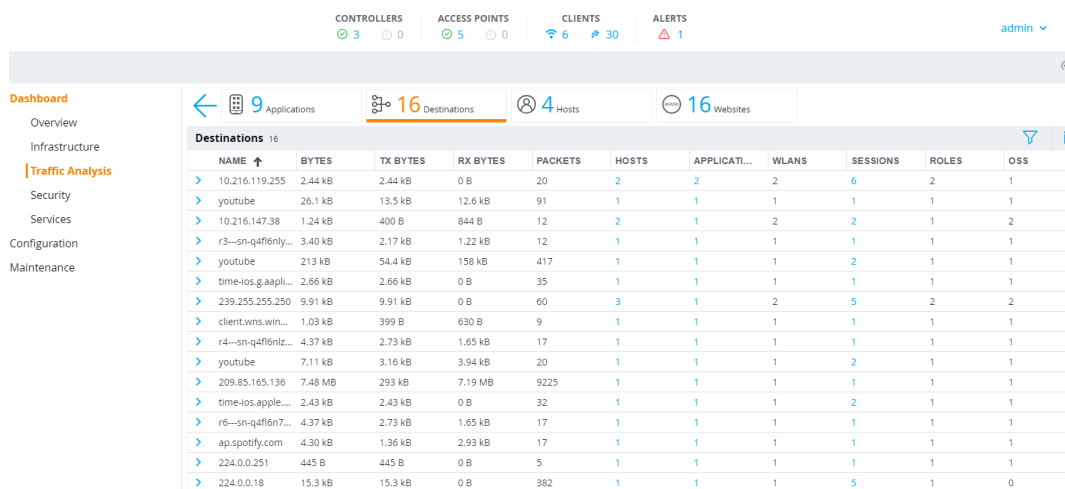 CONTROLLERS ACCESS POINTS CLIENTS ALERTS
3 0 5 0 6 30 1 admin
Dashboard
Overview
Infrastructure
Traffic Analysis
Security
Services
Configuration
Maintenance
9 Applications 16 Destinations 4 Hosts www 16 Websites
Destinations 16
NAME BYTES TX BYTES RX BYTES PACKETS HOSTS APPLICATI... WLANS SESSIONS ROLES OSS
10.216.119.255 2.44 kB 2.44 kB 0 B 20 2 2 2 6 2 1
youtube 26.1 kB 13.5 kB 12.6 kB 91 1 1 1 1 1 1
10.216.147.38 1.24 kB 400 B 844 B 12 2 1 2 2 1 2
r3---sn-q4fl6nly... 3.40 kB 2.17 kB 1.22 kB 12 1 1 1 1 1 1
youtube 213 kB 54.4 kB 158 kB 417 1 1 1 2 1 1
time-ios.g.aapli... 2.66 kB 2.66 kB 0 B 35 1 1 1 1 1 1
239.255.255.250 9.91 kB 9.91 kB 0 B 60 3 1 2 5 2 2
client.wns.win... 1.03 kB 399 B 630 B 9 1 1 1 1 1 1
r4---sn-q4fl6nlz... 4.37 kB 2.73 kB 1.65 kB 17 1 1 1 1 1 1
youtube 7.11 kB 3.16 kB 3.94 kB 20 1 1 1 2 1 1
209.85.165.136 7.48 MB 293 kB 7.19 MB 9225 1 1 1 1 1 1
time-ios.apple.... 2.43 kB 2.43 kB 0 B 32 1 1 1 2 1 1
r6---sn-q4fl6n7... 4.37 kB 2.73 kB 1.65 kB 17 1 1 1 1 1 1
ap.spotify.com 4.30 kB 1.36 kB 2.93 kB 17 1 1 1 1 1 1
224.0.0.251 445 B 445 B 0 B 5 1 1 1 1 1 1
224.0.0.18 15.3 kB 15.3 kB 0 B 382 1 1 1 5 1 0